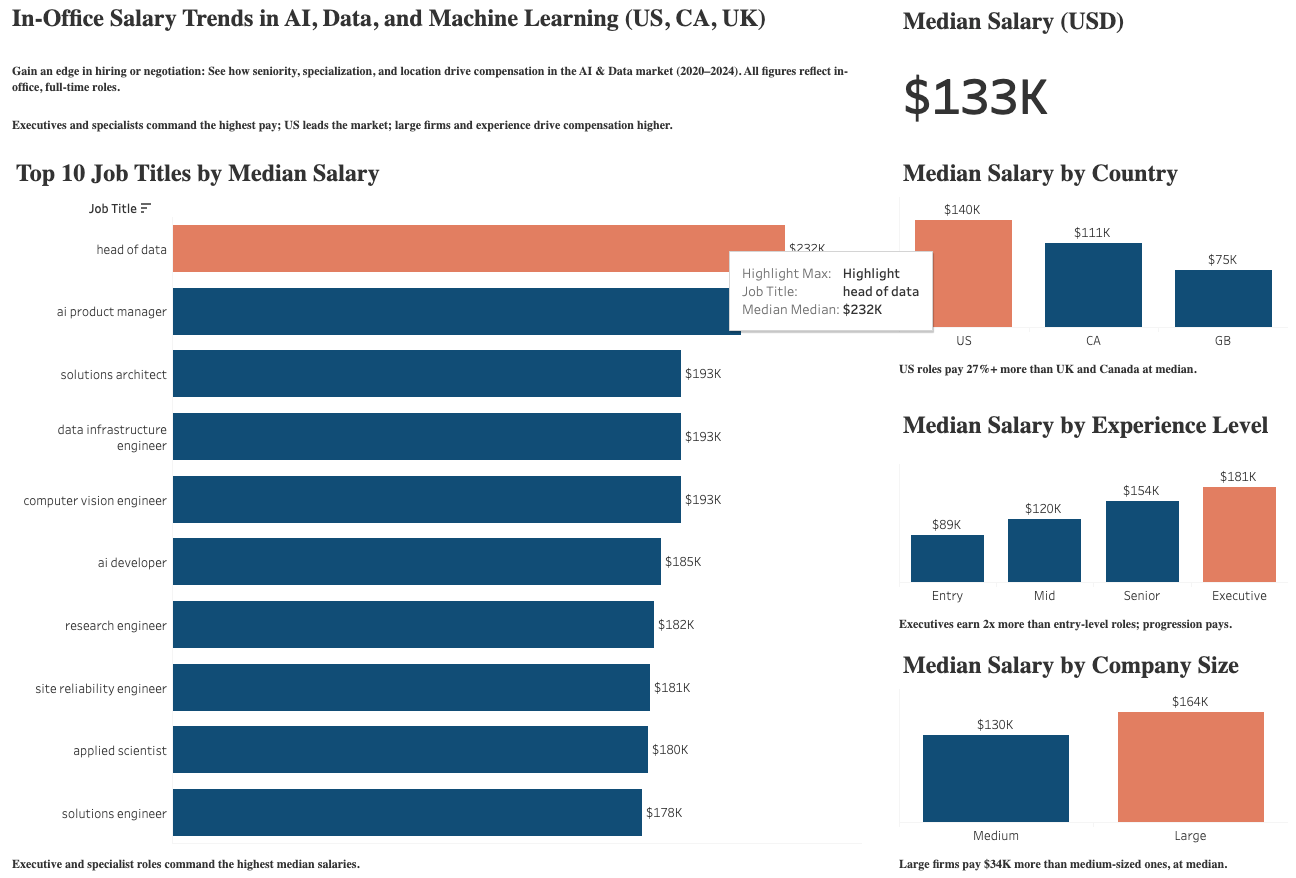 In-Office Salary Trends in AI, Data, and Machine Learning (US, CA, UK)
Gain an edge in hiring or negotiation: See how seniority, specialization, and location drive compensation in the AI & Data market (2020–2024). All figures reflect in-
office, full-time roles.
Executives and specialists command the highest pay; US leads the market; large firms and experience drive compensation higher.
Median Salary (USD)
$133K
Top 10 Job Titles by Median Salary
Job Title
head of data
$232K
ai product manager
solutions architect
$193K
data infrastructure
engineer
$193K
computer vision engineer
$193K
ai developer
$185K
research engineer
$182K
site reliability engineer
$181K
applied scientist
$180K
solutions engineer
$178K
Executive and specialist roles command the highest median salaries.
Highlight Max: Highlight
Job Title: head of data
Median Median: $232K
Median Salary by Country
$140K
$111K
$75K
US
CA
GB
US roles pay 27%+ more than UK and Canada at median.
Median Salary by Experience Level
$89K
$120K
$154K
$181K
Entry
Mid
Senior
Executive
Executives earn 2x more than entry-level roles; progression pays.
Median Salary by Company Size
$130K
$164K
Medium
Large
Large firms pay $34K more than medium-sized ones, at median.